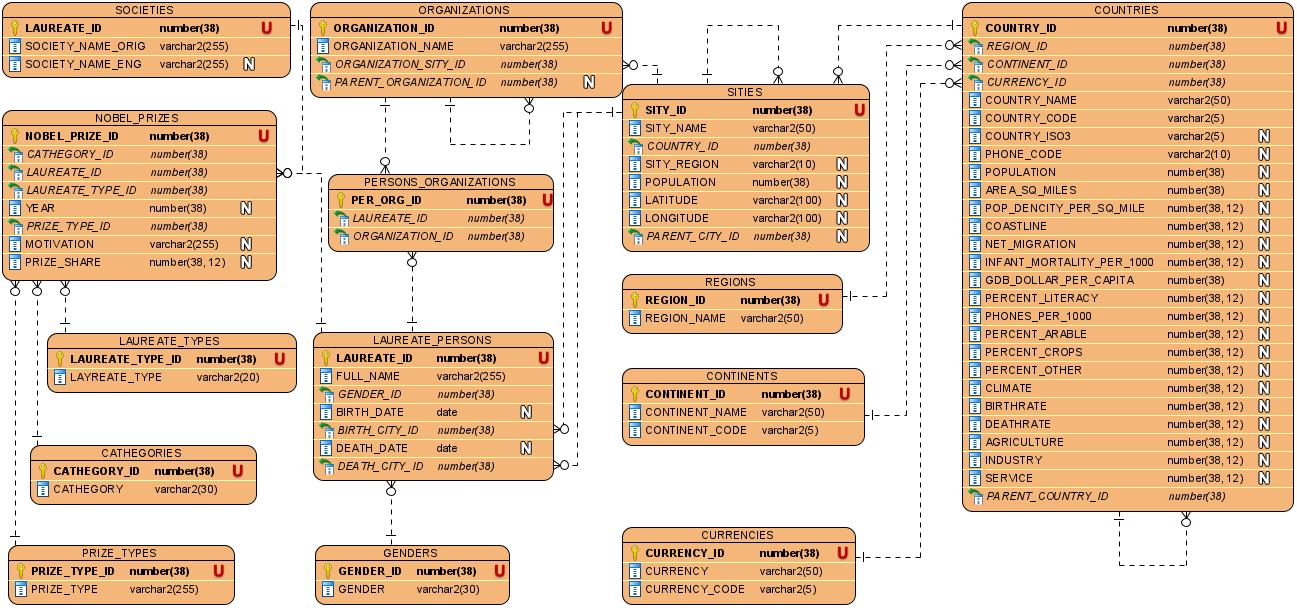 SOCIETIES
LAUREATE_ID number(38) U
SOCIETY_NAME_ORIG varchar2(255)
SOCIETY_NAME_ENG varchar2(255) N
NOBEL_PRIZES
NOBEL_PRIZE_ID number(38) U
CATHEGORY_ID number(38)
LAUREATE_ID number(38)
LAUREATE_TYPE_ID number(38)
YEAR number(38) N
PRIZE_TYPE_ID number(38)
MOTIVATION varchar2(255) N
PRIZE_SHARE number(38, 12) N
LAUREATE_TYPES
LAUREATE_TYPE_ID number(38) U
LAYREATE_TYPE varchar2(20)
CATHEGORIES
CATHEGORY_ID number(38) U
CATHEGORY varchar2(30)
PRIZE_TYPES
PRIZE_TYPE_ID number(38) U
PRIZE_TYPE varchar2(255)
ORGANIZATIONS
ORGANIZATION_ID number(38) U
ORGANIZATION_NAME varchar2(255)
ORGANIZATION_SITY_ID number(38)
PARENT_ORGANIZATION_ID number(38) N
PERSONS_ORGANIZATIONS
PER_ORG_ID number(38) U
LAUREATE_ID number(38)
ORGANIZATION_ID number(38)
LAUREATE_PERSONS
LAUREATE_ID number(38) U
FULL_NAME varchar2(255)
GENDER_ID number(38)
BIRTH_DATE date N
BIRTH_CITY_ID number(38)
DEATH_DATE date N
DEATH_CITY_ID number(38)
GENDERS
GENDER_ID number(38) U
GENDER varchar2(30)
SITIES
SITY_ID number(38) U
SITY_NAME varchar2(50)
COUNTRY_ID number(38)
SITY_REGION varchar2(10) N
POPULATION number(38) N
LATITUDE varchar2(100) N
LONGITUDE varchar2(100) N
PARENT_CITY_ID number(38) N
REGIONS
REGION_ID number(38) U
REGION_NAME varchar2(50)
CONTINENTS
CONTINENT_ID number(38) U
CONTINENT_NAME varchar2(50)
CONTINENT_CODE varchar2(5)
CURRENCIES
CURRENCY_ID number(38) U
CURRENCY varchar2(50)
CURRENCY_CODE varchar2(5)
COUNTRIES
COUNTRY_ID number(38) U
REGION_ID number(38)
CONTINENT_ID number(38)
CURRENCY_ID number(38)
COUNTRY_NAME varchar2(50)
COUNTRY_CODE varchar2(5)
COUNTRY_ISO3 varchar2(5) N
PHONE_CODE varchar2(10) N
POPULATION number(38) N
AREA_SQ_MILES number(38) N
POP_DENCITY_PER_SQ_MILE number(38, 12) N
COASTLINE number(38, 12) N
NET_MIGRATION number(38, 12) N
INFANT_MORTALITY_PER_1000 number(38, 12) N
GDB_DOLLAR_PER_CAPITA number(38) N
PERCENT_LITERACY number(38, 12) N
PHONES_PER_1000 number(38, 12) N
PERCENT_ARABLE number(38, 12) N
PERCENT_CROPS number(38, 12) N
PERCENT_OTHER number(38, 12) N
CLIMATE number(38, 12) N
BIRTHRATE number(38, 12) N
DEATHRATE number(38, 12) N
AGRICULTURE number(38, 12) N
INDUSTRY number(38, 12) N
SERVICE number(38, 12) N
PARENT_COUNTRY_ID number(38)